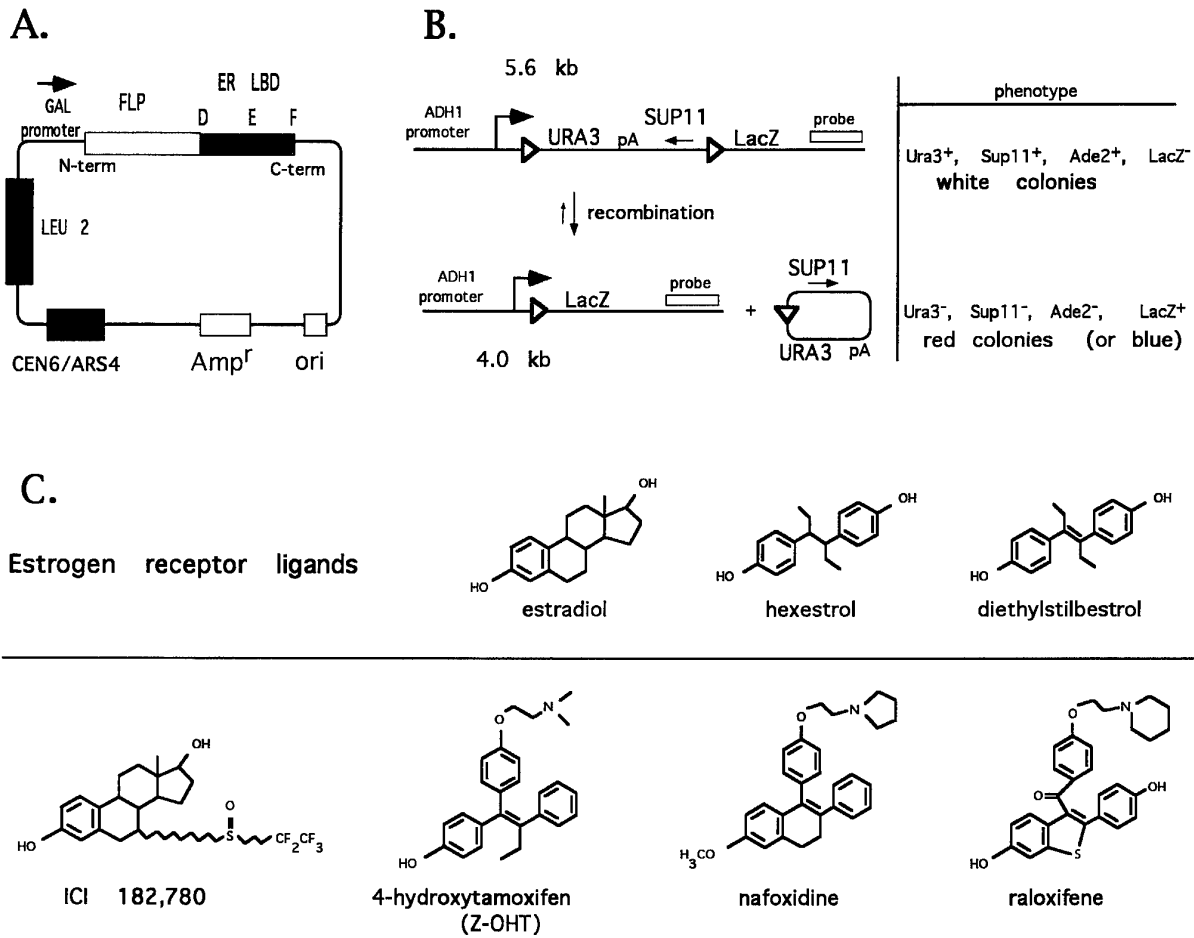 A.
GAL
promoter
FLP
ER LBD
D E F
N-term
C-term
LEU 2
CEN6/ARS4
Ampr
ori
B.
5.6 kb
ADH1
promoter
URA3
pA
SUP11
LacZ
probe
recombination
ADH1
promoter
LacZ
probe
4.0 kb
+
SUP11
URA3 pA
phenotype
Ura3+, Sup11+, Ade2+, LacZ-
white colonies
Ura3-, Sup11-, Ade2-, LacZ+
red colonies (or blue)
C.
Estrogen receptor ligands
OH
HO
estradiol
OH
HO
hexestrol
OH
HO
diethylstilbestrol
OH
O
S
CF2CF3
HO
ICI 182,780
N
O
HO
4-hydroxytamoxifen
(Z-OHT)
N
O
H3CO
nafoxidine
N
O
O
OH
S
HO
raloxifene